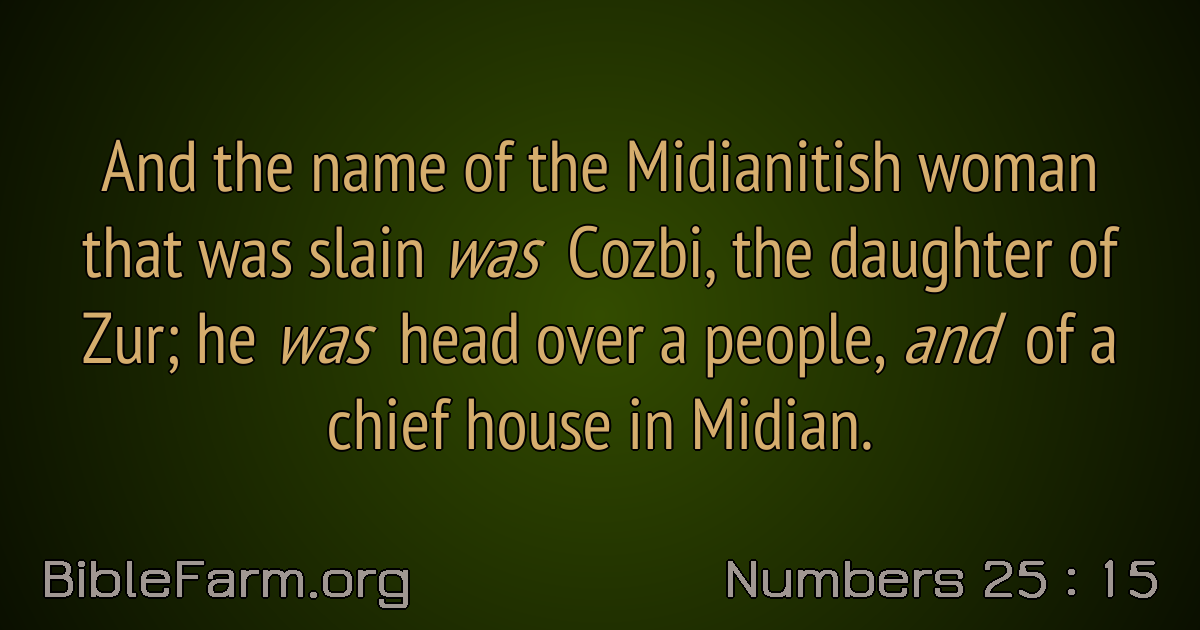 And the name of the Midianitish woman
that was slain was Cozbi, the daughter of
Zur; he was head over a people, and of a
chief house in Midian.
BibleFarm.org
Numbers 25 : 15